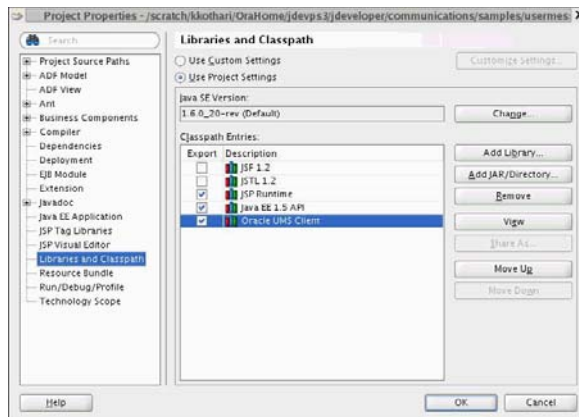 Project Properties - /scratch/kkothari/OraHome/jdevps3/jdeveloper/communications/samples/usermes
Search
Project Source Paths
ADF Model
ADF View
Ant
Business Components
Compiler
Dependencies
Deployment
EJB Module
Extension
Javadoc
Java EE Application
JSP Tag Libraries
JSP Visual Editor
Libraries and Classpath
Resource Bundle
Run/Debug/Profile
Technology Scope
Libraries and Classpath
Use Custom Settings
Customize Settings...
Use Project Settings
Java SE Version:
1.6.0_20-rev (Default)
Change...
Classpath Entries:
Export Description
JSF 1.2
JSTL 1.2
JSP Runtime
Java EE 1.5 API
Oracle UMS Client
Add Library...
Add JAR/Directory...
Remove
View
Share As...
Move Up
Move Down
Help
OK
Cancel